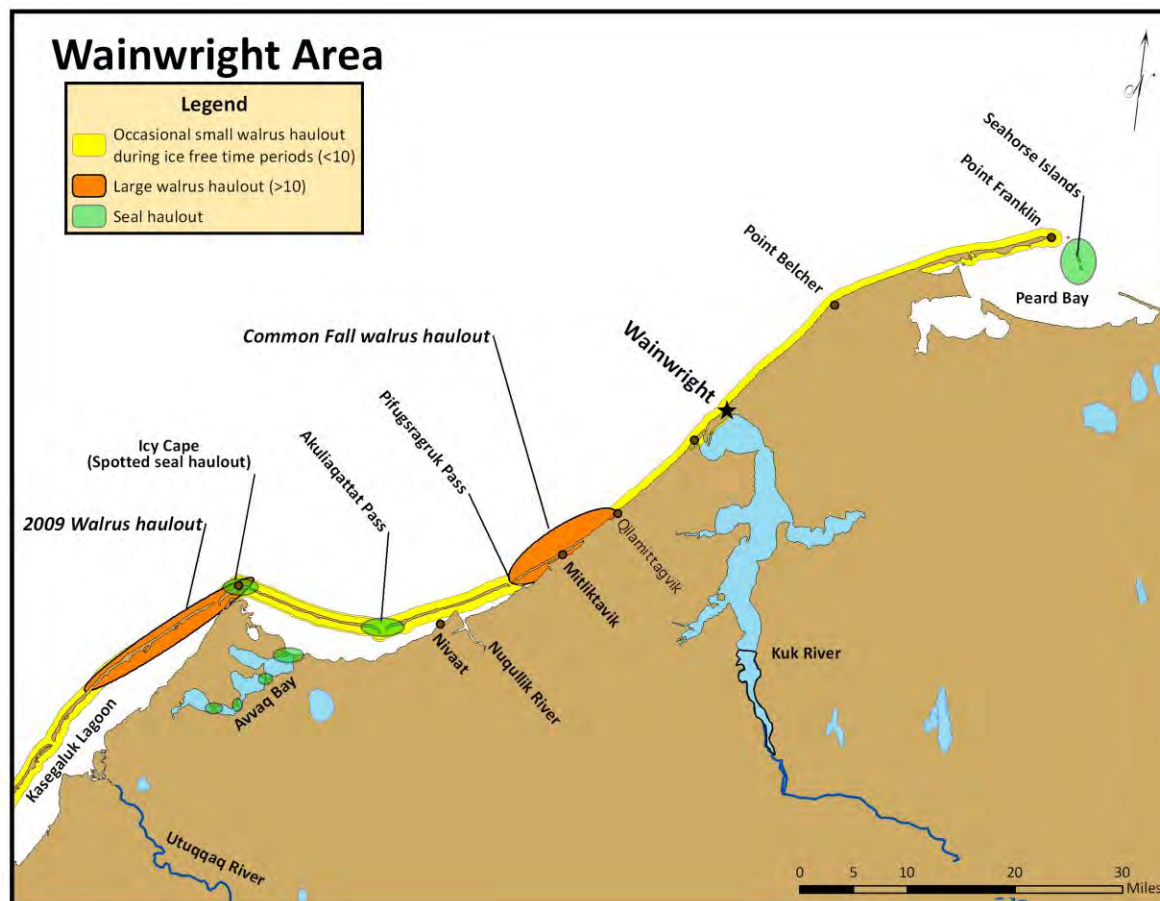 Wainwright Area
Legend
Occasional small walrus haulout
during ice free time periods (<10)
Large walrus haulout (>10)
Seal haulout
N
Seahorse Islands
Point Franklin
Point Belcher
Peard Bay
Common Fall walrus haulout
Wainwright
Pifugsragruk Pass
Icy Cape
(Spotted seal haulout)
Akuliaqattat Pass
2009 Walrus haulout
Qilamittagvik
Mitliktavik
Nivaat
Nuqullik River
Kuk River
Avvaq Bay
Kasegaluk Lagoon
Utuqqaq River
0 5 10 20 30
Miles